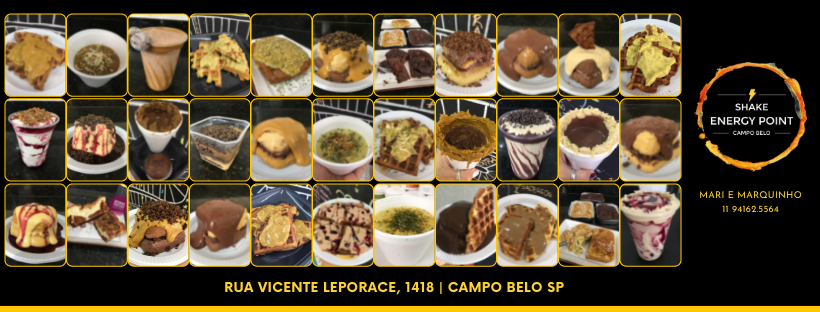 SHAKE
ENERGY POINT
CAMPO BELO
MARI E MARQUINHO
11 94162.5564
RUA VICENTE LEPORACE, 1418 | CAMPO BELO SP